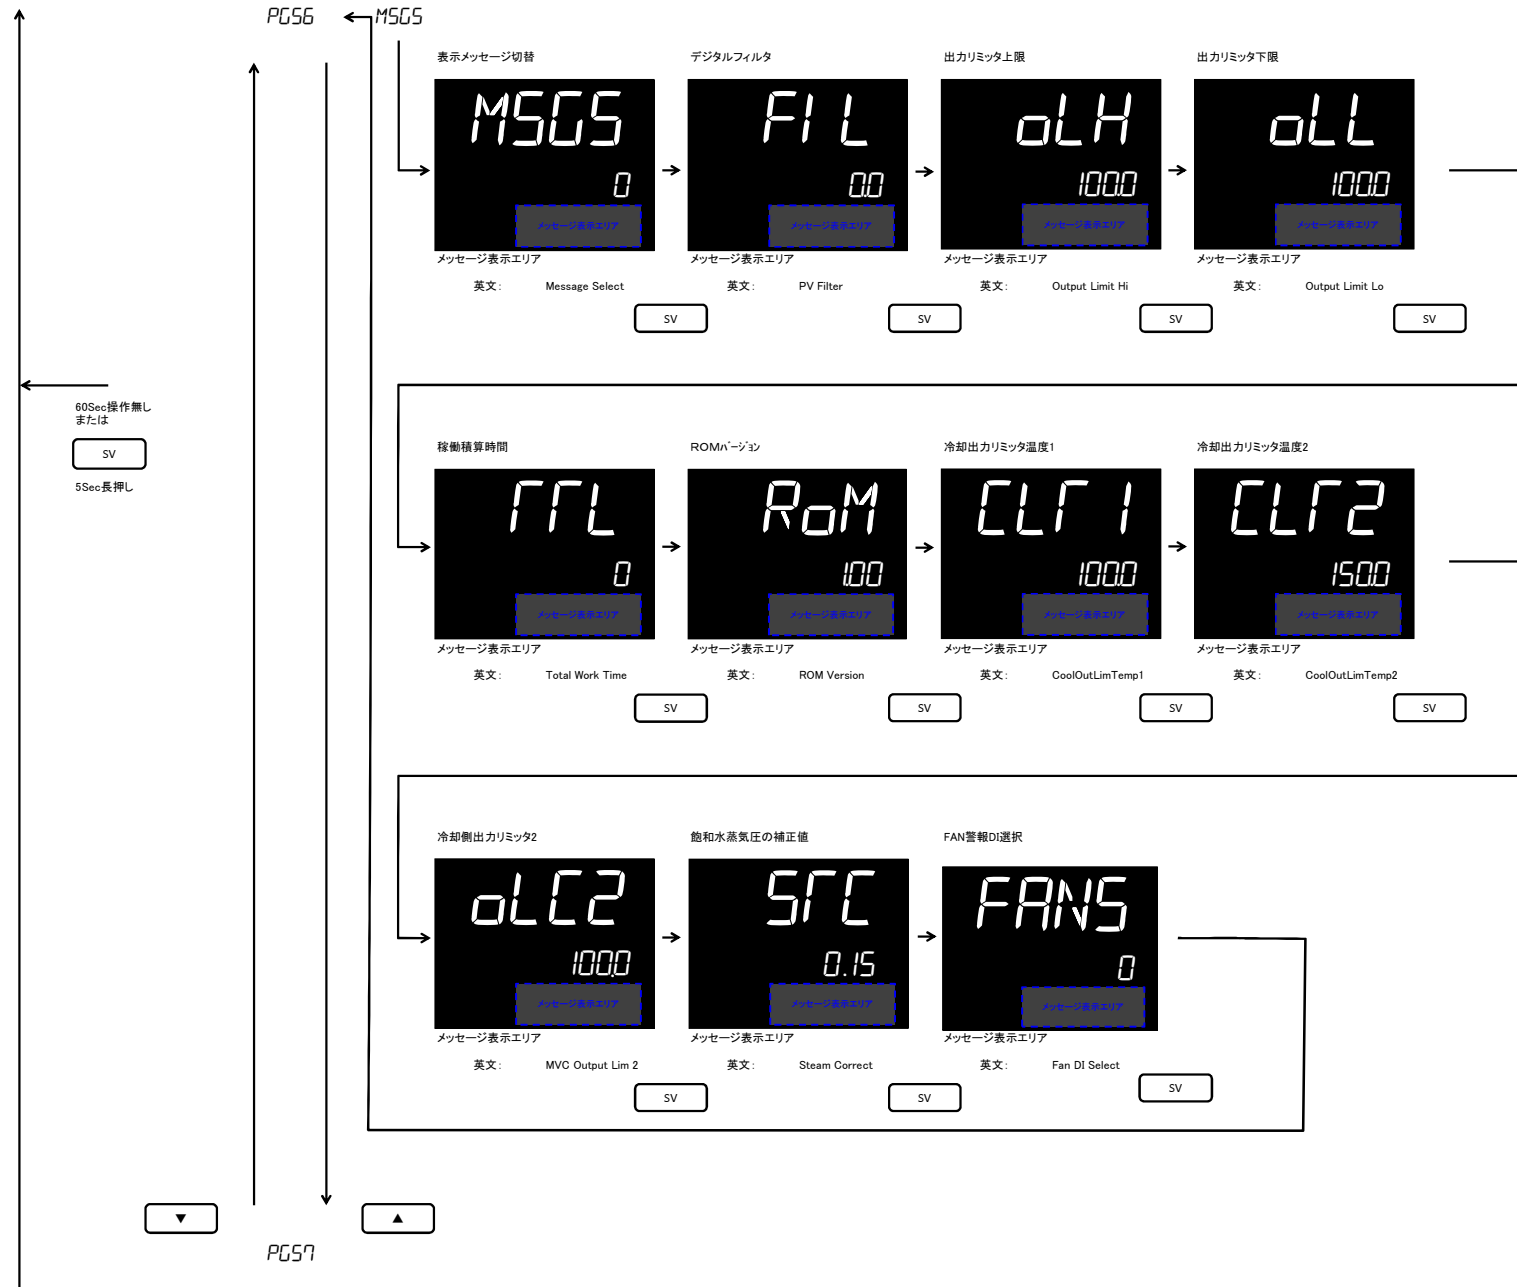 PGS6 MSGS
表示メッセージ切替 デジタルフィルタ 出力リミッタ上限 出力リミッタ下限
MSGS FIL oLH oLL
0 0.0 100.0 100.0
メッセージ表示エリア メッセージ表示エリア メッセージ表示エリア メッセージ表示エリア
メッセージ表示エリア メッセージ表示エリア メッセージ表示エリア メッセージ表示エリア
英文: Message Select 英文: PV Filter 英文: Output Limit Hi 英文: Output Limit Lo
SV SV SV SV
60Sec操作無し
または
SV
5Sec長押し
稼働積算時間 ROMバージョン 冷却出力リミッタ温度1 冷却出力リミッタ温度2
TTL RoM CLT1 CLT2
0 1.00 100.0 150.0
メッセージ表示エリア メッセージ表示エリア メッセージ表示エリア メッセージ表示エリア
メッセージ表示エリア メッセージ表示エリア メッセージ表示エリア メッセージ表示エリア
英文: Total Work Time 英文: ROM Version 英文: CoolOutLimTemp1 英文: CoolOutLimTemp2
SV SV SV SV
冷却側出力リミッタ2 飽和水蒸気圧の補正値 FAN警報DI選択
oLC2 STC FANS
100.0 0.15 0
メッセージ表示エリア メッセージ表示エリア メッセージ表示エリア
メッセージ表示エリア メッセージ表示エリア メッセージ表示エリア
英文: MVC Output Lim 2 英文: Steam Correct 英文: Fan DI Select
SV SV SV
▼ ▲
PGS7